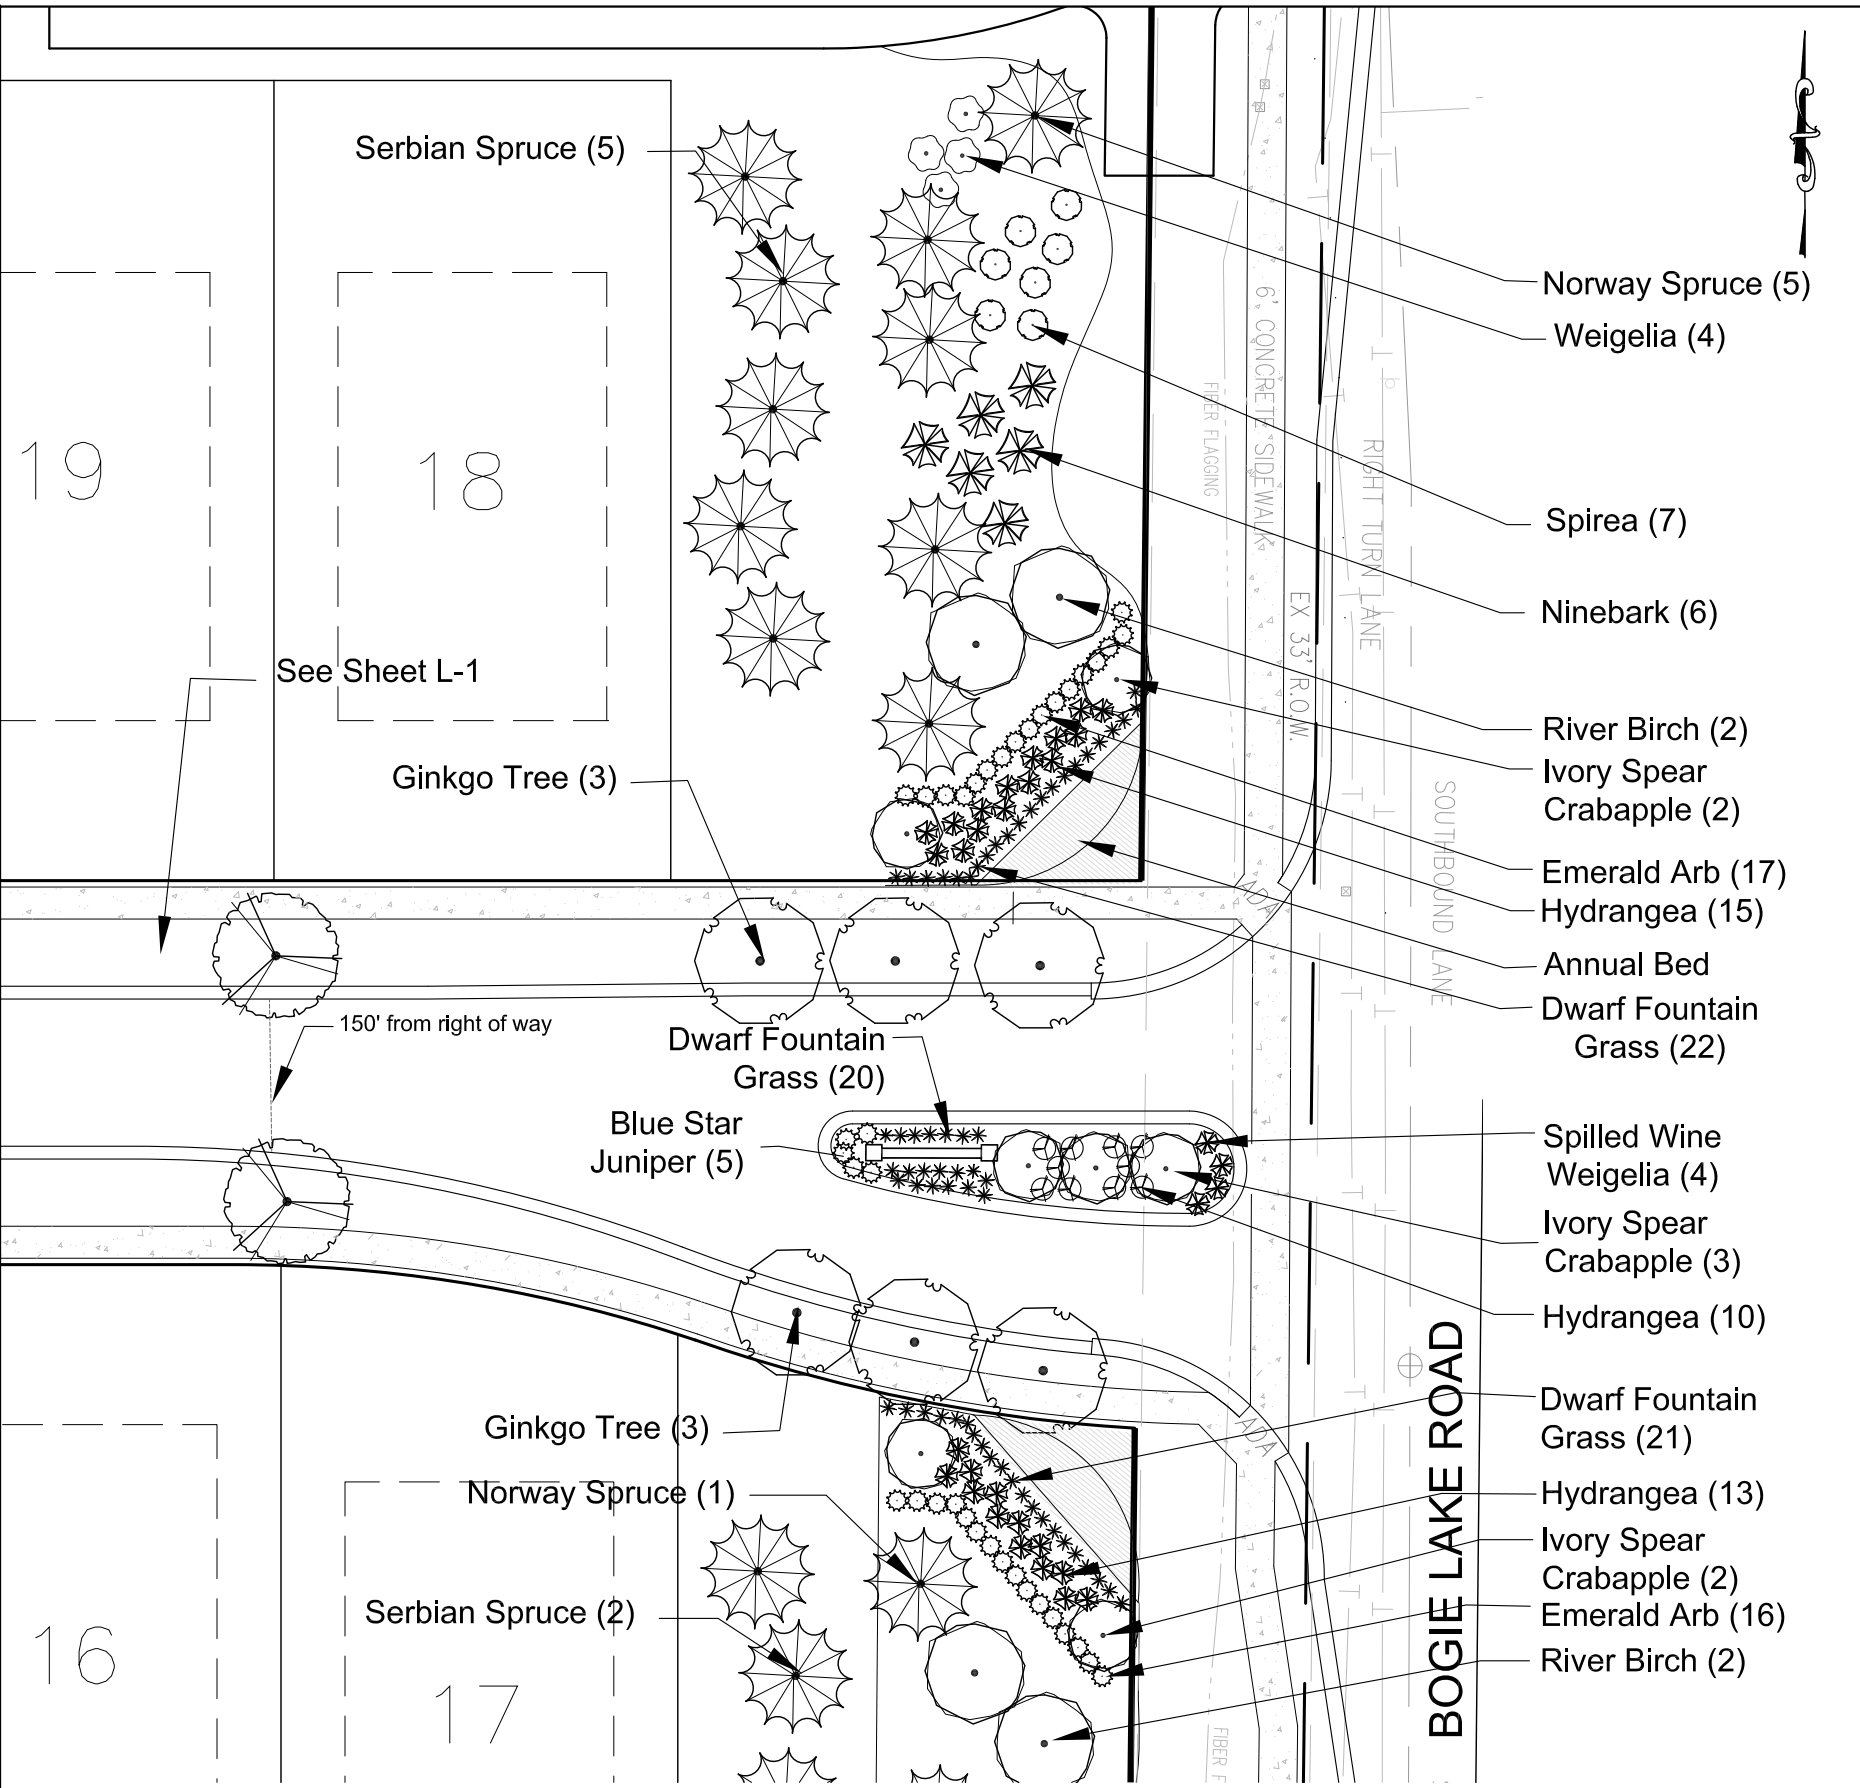 Serbian Spruce (5)
Norway Spruce (5)
Weigelia (4)
6' CONCRETE SIDEWALK
FIBER FLAGGING
RIGHT TURN LANE
19
18
Spirea (7)
Ninebark (6)
EX 33' R.O.W.
See Sheet L-1
River Birch (2)
Ivory Spear
Crabapple (2)
Ginkgo Tree (3)
SOUTHBOUND LANE
Emerald Arb (17)
Hydrangea (15)
ADA
Annual Bed
Dwarf Fountain
Grass (22)
150' from right of way
Dwarf Fountain
Grass (20)
Blue Star
Juniper (5)
Spilled Wine
Weigelia (4)
Ivory Spear
Crabapple (3)
Hydrangea (10)
BOGIE LAKE ROAD
Dwarf Fountain
Grass (21)
Ginkgo Tree (3)
ADA
Norway Spruce (1)
Hydrangea (13)
Ivory Spear
Crabapple (2)
Serbian Spruce (2)
Emerald Arb (16)
River Birch (2)
16
17
FIBER